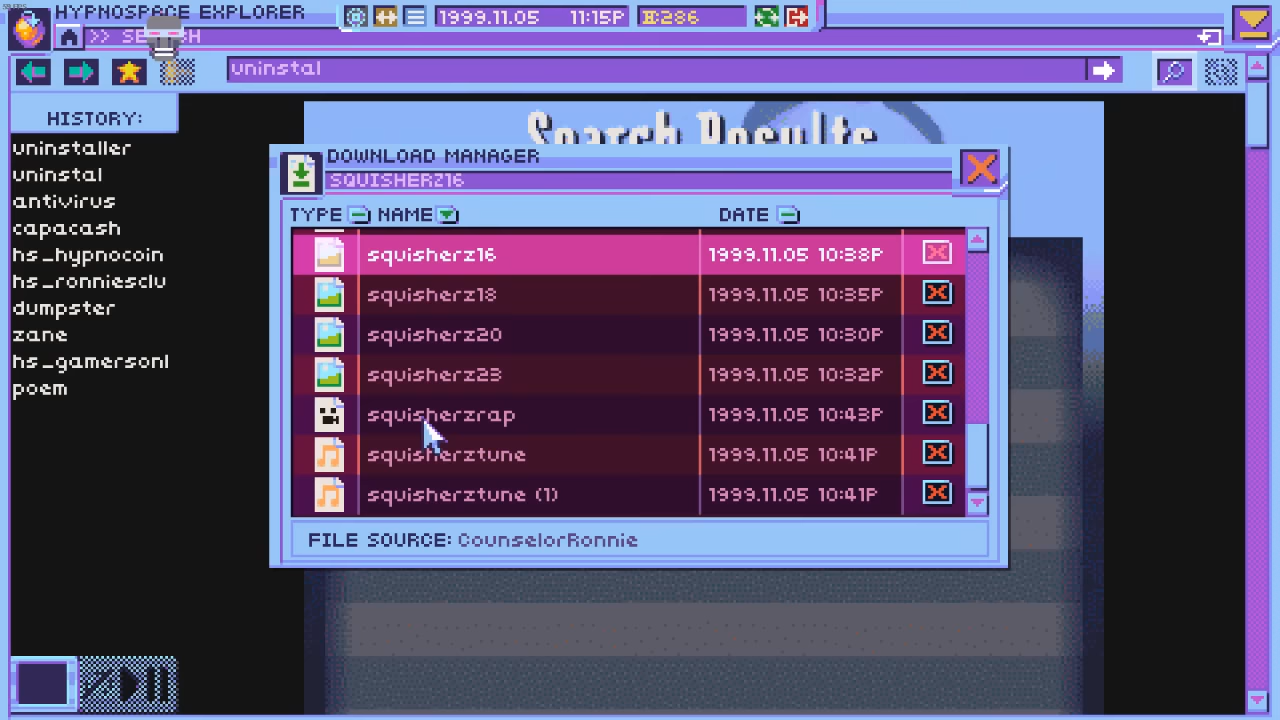 HYPNOSPACE EXPLORER
1999.11.05 11:15P
286
>> SEARCH
uninstal
HISTORY:
uninstaller
uninstal
antivirus
capacash
hs_hypnocoin
hs_ronniesclu
dumpster
zane
hs_gamersonl
poem
Search Results
DOWNLOAD MANAGER
SQUISHERZ16
TYPE NAME DATE
squisherz16 1999.11.05 10:38P
squisherz18 1999.11.05 10:35P
squisherz20 1999.11.05 10:30P
squisherz23 1999.11.05 10:32P
squisherzrap 1999.11.05 10:43P
squisherztune 1999.11.05 10:41P
squisherztune (1) 1999.11.05 10:41P
FILE SOURCE: CounselorRonnie